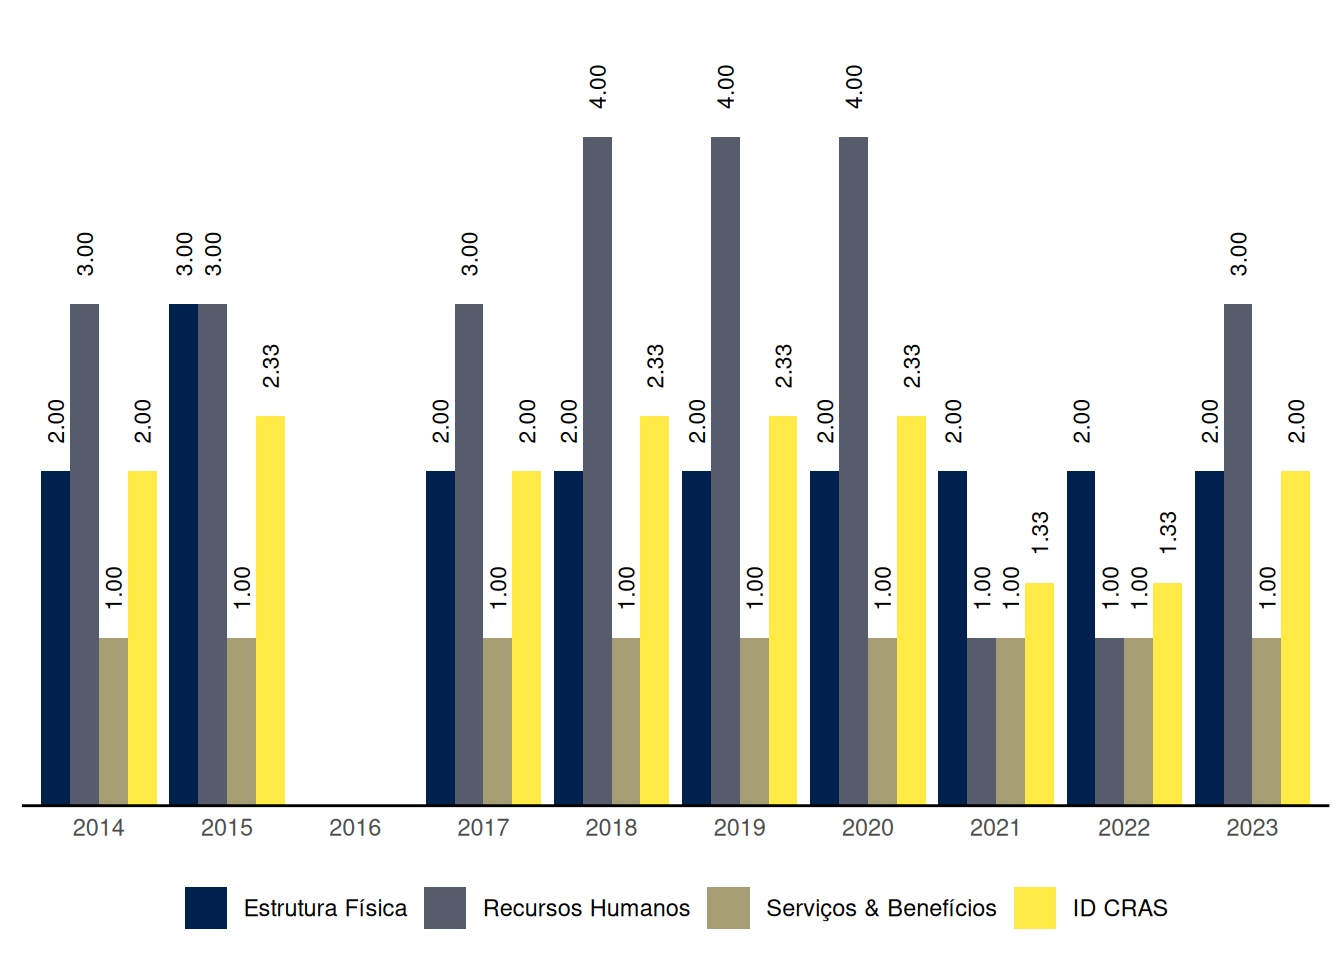 4.00 4.00 4.00
3.00 3.00 3.00 3.00 3.00
2.33 2.33 2.33 2.33
2.00 2.00 2.00 2.00 2.00 2.00 2.00 2.00 2.00 2.00 2.00
1.33 1.33
1.00 1.00 1.00 1.00 1.00 1.00 1.00 1.00 1.00 1.00 1.00
2014 2015 2016 2017 2018 2019 2020 2021 2022 2023
Estrutura Física Recursos Humanos Serviços & Benefícios ID CRAS